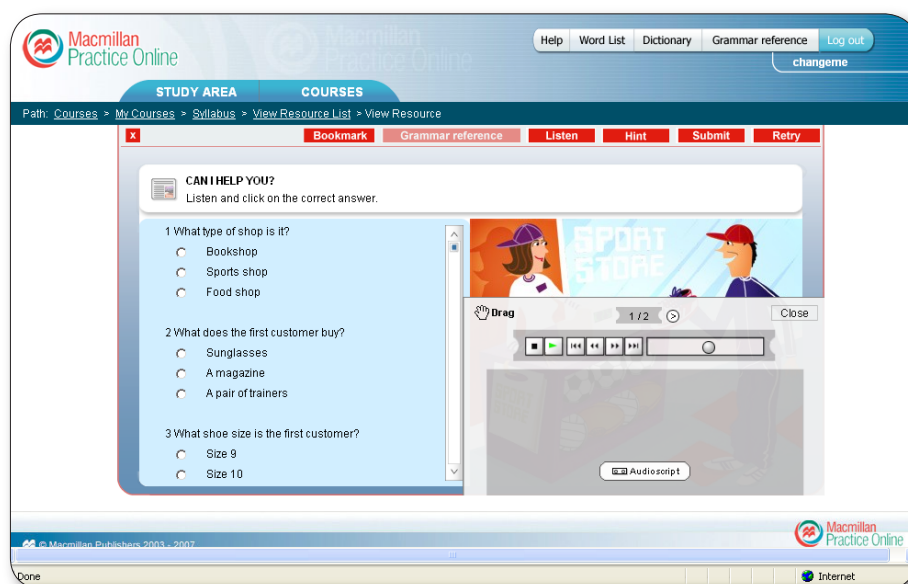 Macmillan
Practice Online
Macmillan
Practice Online
Help Word List Dictionary Grammar reference Log out
changeme
STUDY AREA COURSES
Path: Courses > My Courses > Syllabus > View Resource List > View Resource
x Bookmark Grammar reference Listen Hint Submit Retry
CAN I HELP YOU?
Listen and click on the correct answer.
1 What type of shop is it?
Bookshop
Sports shop
Food shop
2 What does the first customer buy?
Sunglasses
A magazine
A pair of trainers
3 What shoe size is the first customer?
Size 9
Size 10
SPORT
STORE
Drag 1 / 2 > Close
Audioscript
Macmillan
Practice Online
© Macmillan Publishers 2003 - 2007
Done Internet